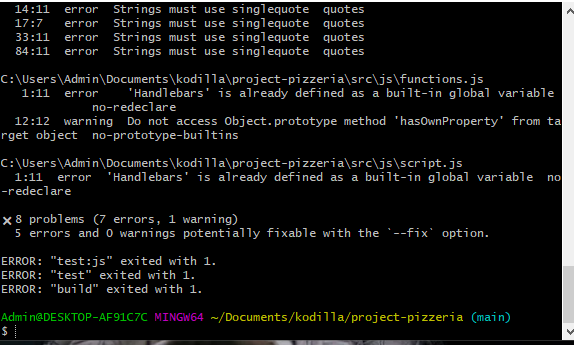 14:11 error Strings must use singlequote quotes
17:7 error Strings must use singlequote quotes
33:11 error Strings must use singlequote quotes
84:11 error Strings must use singlequote quotes
C:\Users\Admin\Documents\kodilla\project-pizzeria\src\js\functions.js
1:11 error 'Handlebars' is already defined as a built-in global variable
no-redeclare
12:12 warning Do not access Object.prototype method 'hasOwnProperty' from ta
rget object no-prototype-builtins
C:\Users\Admin\Documents\kodilla\project-pizzeria\src\js\script.js
1:11 error 'Handlebars' is already defined as a built-in global variable no
-redeclare
✕ 8 problems (7 errors, 1 warning)
5 errors and 0 warnings potentially fixable with the `--fix` option.
ERROR: "test:js" exited with 1.
ERROR: "test" exited with 1.
ERROR: "build" exited with 1.
Admin@DESKTOP-AF91C7C MINGW64 ~/Documents/kodilla/project-pizzeria (main)
$